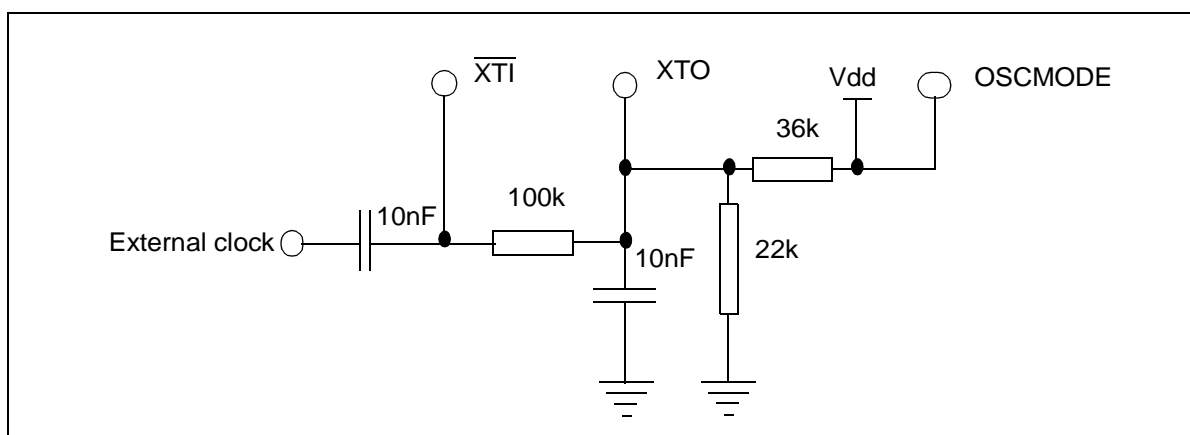 XTI
XTO
Vdd
OSCMODE
36k
100k
10nF
External clock
10nF
22k